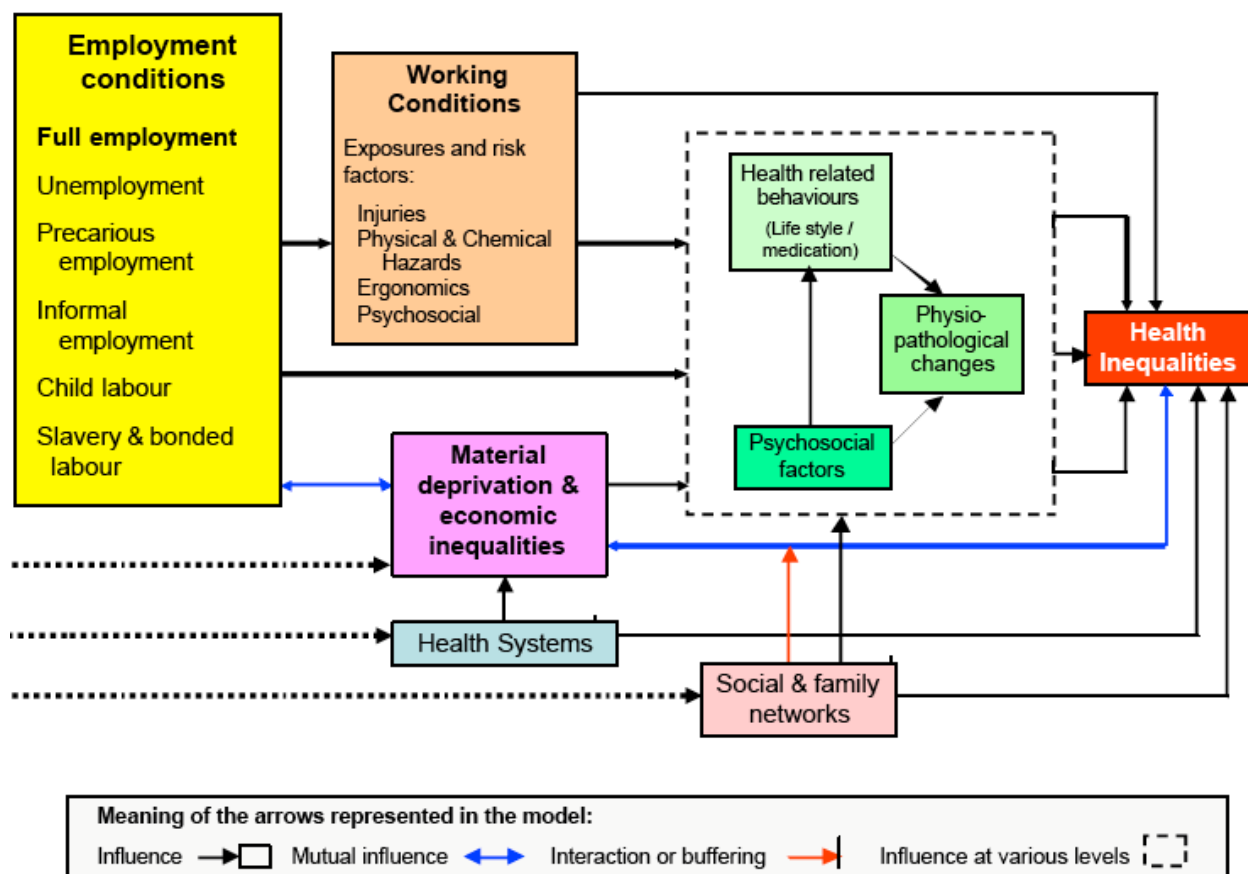 Employment
conditions
Full employment
Unemployment
Precarious
employment
Informal
employment
Child labour
Slavery & bonded
labour
Working
Conditions
Exposures and risk
factors:
Injuries
Physical & Chemical
Hazards
Ergonomics
Psychosocial
Health related
behaviours
(Life style /
medication)
Physio-
pathological
changes
Psychosocial
factors
Health
Inequalities
Material
deprivation &
economic
inequalities
Health Systems
Social & family
networks
Meaning of the arrows represented in the model:
Influence Mutual influence Interaction or buffering Influence at various levels